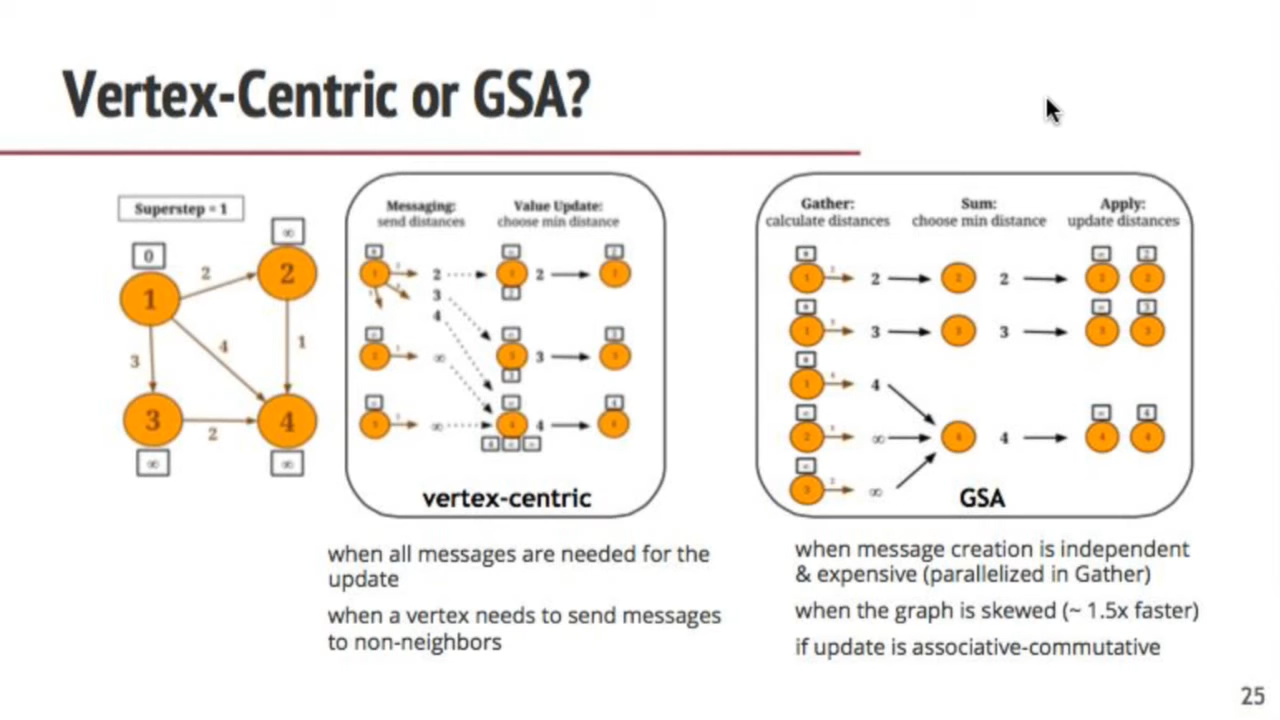 Vertex-Centric or GSA?
Superstep = 1
0
∞
1
2
2
3
4
1
3
4
2
∞
∞
Messaging:
send distances
Value Update:
choose min distance
2
2
3
4
∞
3
∞
4
vertex-centric
Gather:
calculate distances
Sum:
choose min distance
Apply:
update distances
2
2
3
3
4
∞
4
∞
GSA
when all messages are needed for the
update
when a vertex needs to send messages
to non-neighbors
when message creation is independent
& expensive (parallelized in Gather)
when the graph is skewed (~ 1.5x faster)
if update is associative-commutative
25